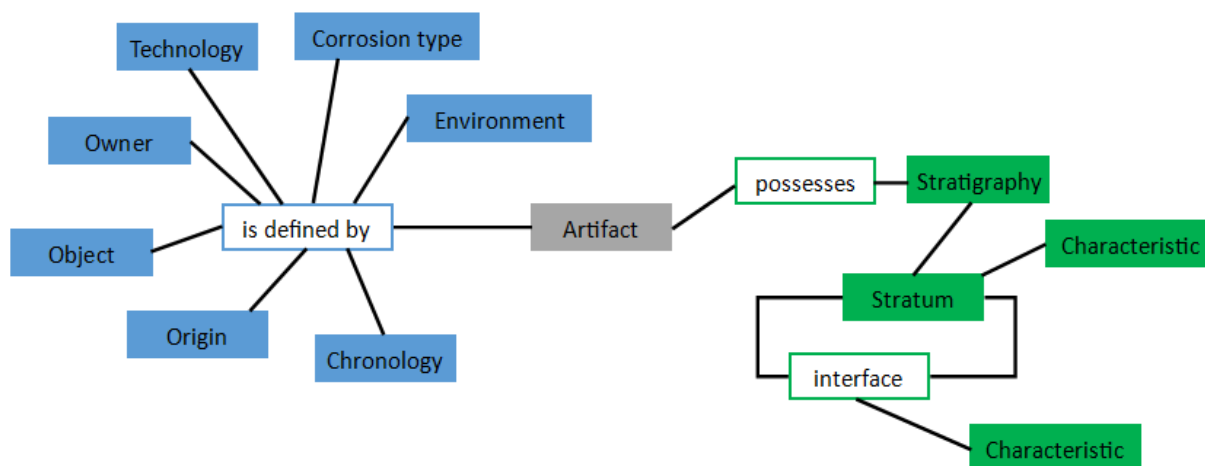 Corrosion type
Technology
Environment
Owner
possesses
Stratigraphy
is defined by
Artifact
Object
Characteristic
Stratum
Origin
Chronology
interface
Characteristic